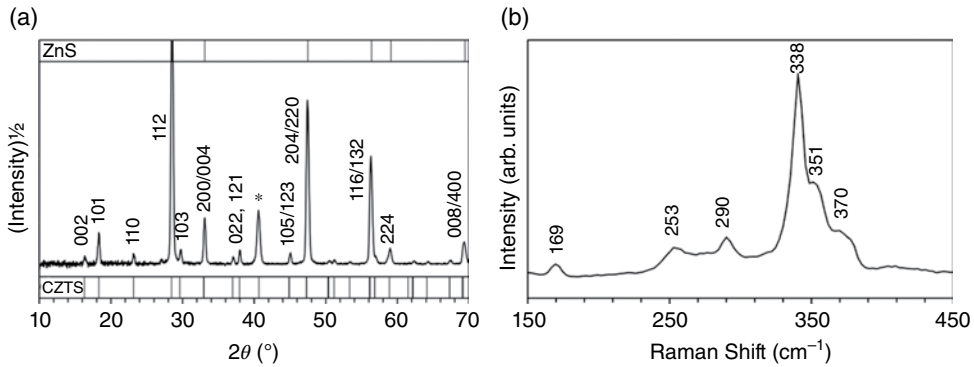 (a)
ZnS
(Intensity)½
002
101
110
112
103
200/004
022, 121
*
105/123
204/220
116/132
224
008/400
CZTS
10 20 30 40 50 60 70
2θ (°)
(b)
Intensity (arb. units)
169
253
290
338
351
370
150 250 350 450
Raman Shift (cm⁻¹)